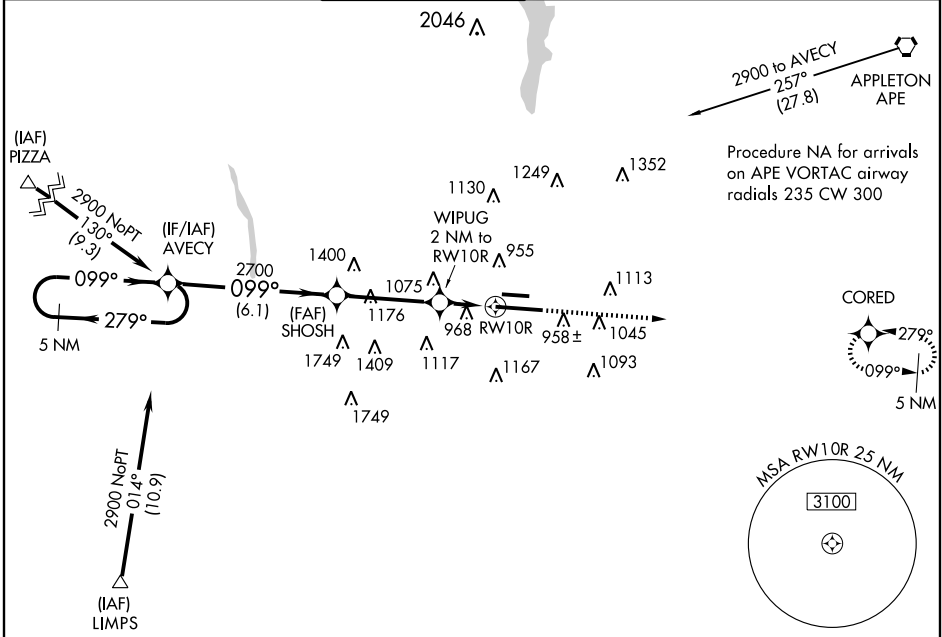 2046
2900 to AVECY
257°
(27.8)
APPLETON
APE
Procedure NA for arrivals
on APE VORTAC airway
radials 235 CW 300
(IAF)
PIZZA
2900 NoPT
130°
(9.3)
(IF/IAF)
AVECY
1130
1249
1352
WIPUG
2 NM to
RW10R
955
099°
279°
5 NM
2700
099°
(6.1)
1400
1075
(FAF)
SHOSH
1176
968
RW10R
958±
1113
1045
1749
1409
1117
1167
1093
1749
CORED
279°
099°
5 NM
2900 NoPT
014°
(10.9)
(IAF)
LIMPS
MSA RW10R 25 NM
3100